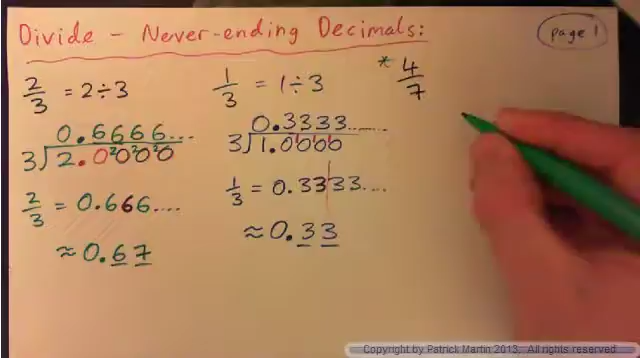 Divide - Never-ending Decimals:
page 1
2/3 = 2÷3
0.6666...
3√2.0000
2/3 = 0.666....
≈ 0.67
1/3 = 1÷3
0.3333......
3√1.0000
1/3 = 0.3333....
≈ 0.33
* 4/7
Copyright by Patrick Martin 2013, All rights reserved